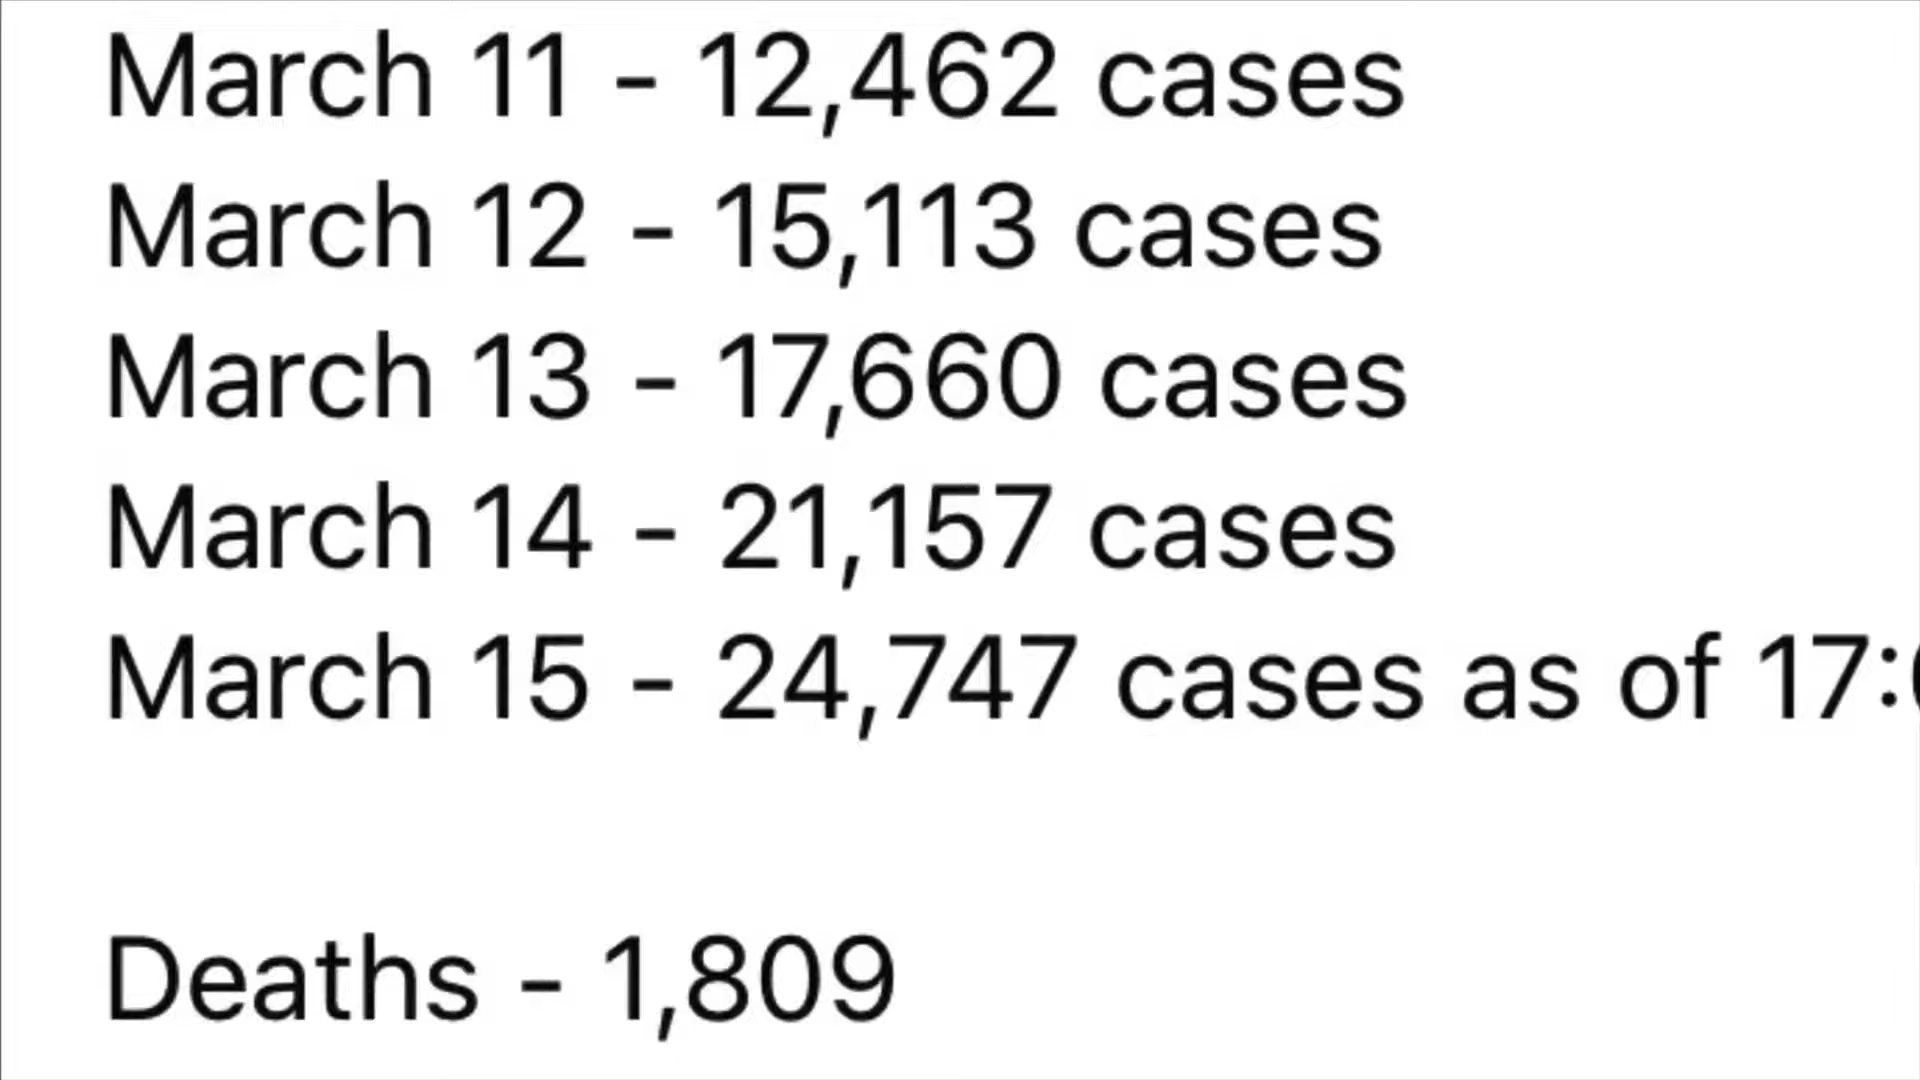 March 11 - 12,462 cases
March 12 - 15,113 cases
March 13 - 17,660 cases
March 14 - 21,157 cases
March 15 - 24,747 cases as of
Deaths - 1,809